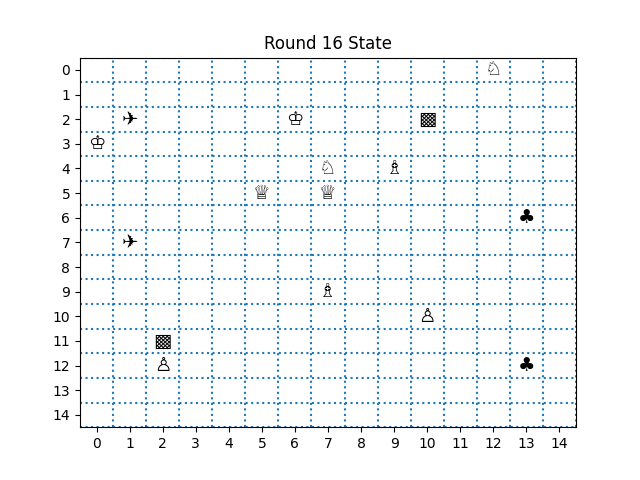 Round 16 State
0 ♘
1
2 ✈ ♔ ▩
3 ♔
4 ♘ ♗
5 ♕ ♕
6 ♣
7 ✈
8
9 ♗
10 ♙
11 ▩
12 ♙ ♣
13
14
0 1 2 3 4 5 6 7 8 9 10 11 12 13 14